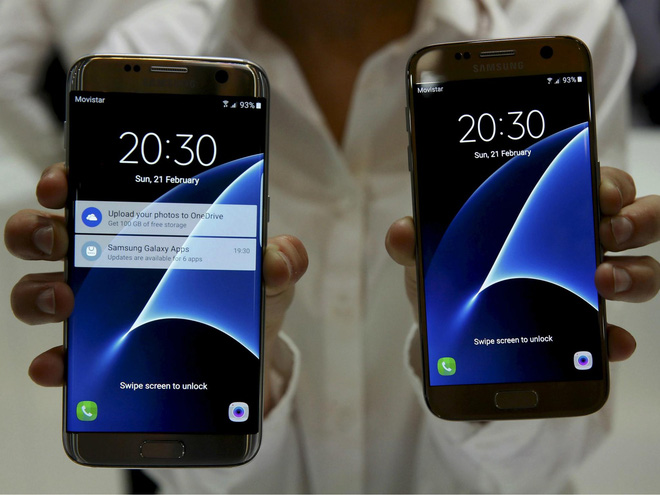 Movistar
93%
20:30
Sun, 21 February
Upload your photos to OneDrive
Get 100 GB of free storage
Samsung Galaxy Apps
19:30
Updates are available for 6 apps
Swipe screen to unlock
SAMSUNG
Movistar
93%
20:30
Sun, 21 February
Swipe screen to unlock